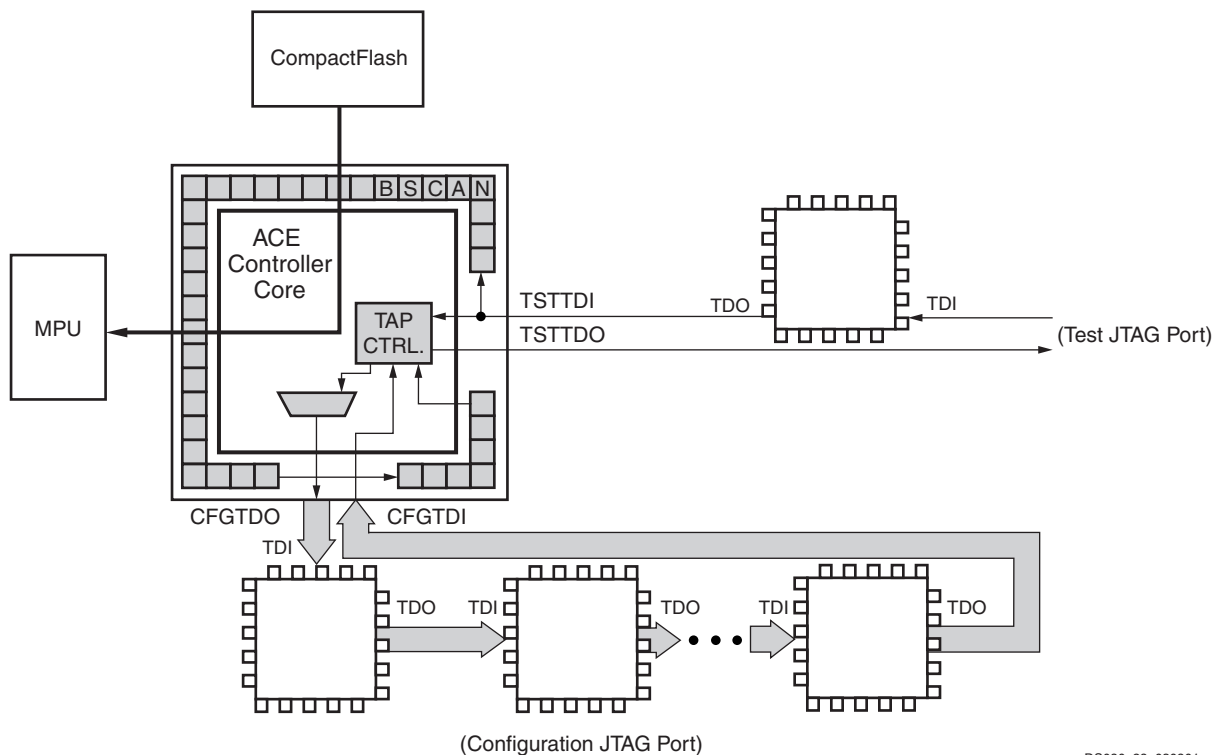 CompactFlash
B S C A N
ACE
Controller
Core
MPU
TAP
CTRL.
TSTTDI
TSTTDO
TDO
TDI
(Test JTAG Port)
CFGTDO
CFGTDI
TDI
TDO
TDI
TDO
TDI
TDO
(Configuration JTAG Port)